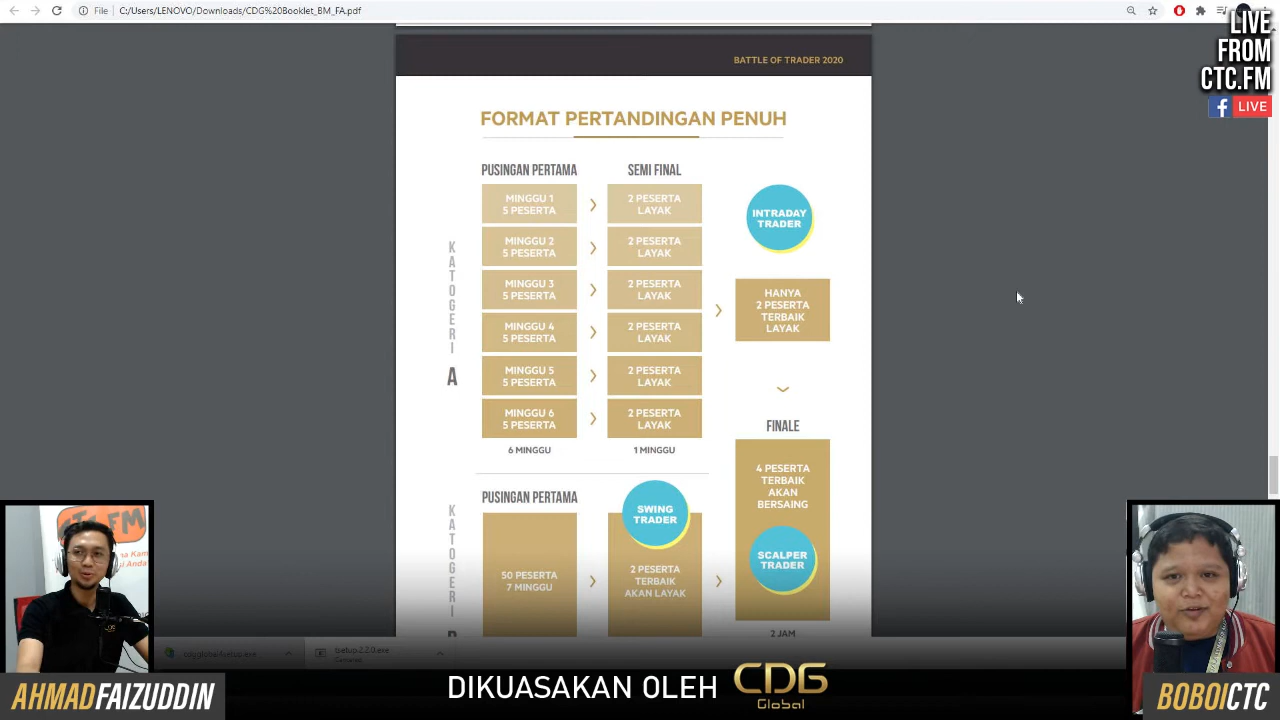 File C:/Users/LENOVO/Downloads/CDG%20Booklet_BM_FA.pdf
LIVE
FROM
CTC.FM
f LIVE
BATTLE OF TRADER 2020
FORMAT PERTANDINGAN PENUH
PUSINGAN PERTAMA
SEMI FINAL
KATOGERI
A
MINGGU 1
5 PESERTA
2 PESERTA
LAYAK
MINGGU 2
5 PESERTA
2 PESERTA
LAYAK
MINGGU 3
5 PESERTA
2 PESERTA
LAYAK
MINGGU 4
5 PESERTA
2 PESERTA
LAYAK
MINGGU 5
5 PESERTA
2 PESERTA
LAYAK
MINGGU 6
5 PESERTA
2 PESERTA
LAYAK
6 MINGGU
1 MINGGU
INTRADAY
TRADER
HANYA
2 PESERTA
TERBAIK
LAYAK
FINALE
4 PESERTA
TERBAIK
AKAN
BERSAING
SCALPER
TRADER
2 JAM
PUSINGAN PERTAMA
KATOGERI
50 PESERTA
7 MINGGU
SWING
TRADER
2 PESERTA
TERBAIK
AKAN LAYAK
cdgglobal4setup.exe
DIKUASAKAN OLEH
CDG
Global
AHMADFAIZUDDIN
BOBOICTC